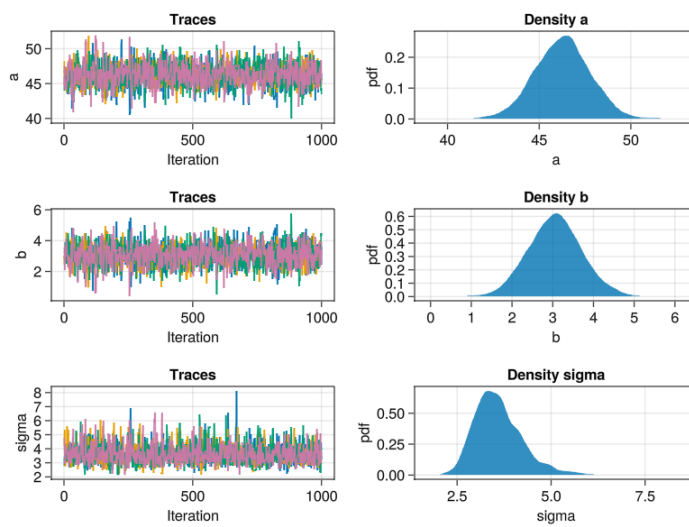 Traces
a
50
45
40
0 500 1000
Iteration
Density a
pdf
0.2
0.1
0.0
40 45 50
a
Traces
b
6
4
2
0 500 1000
Iteration
Density b
pdf
0.6
0.5
0.4
0.3
0.2
0.1
0.0
0 1 2 3 4 5 6
b
Traces
sigma
8
7
6
5
4
3
2
0 500 1000
Iteration
Density sigma
pdf
0.50
0.25
0.00
2.5 5.0 7.5
sigma